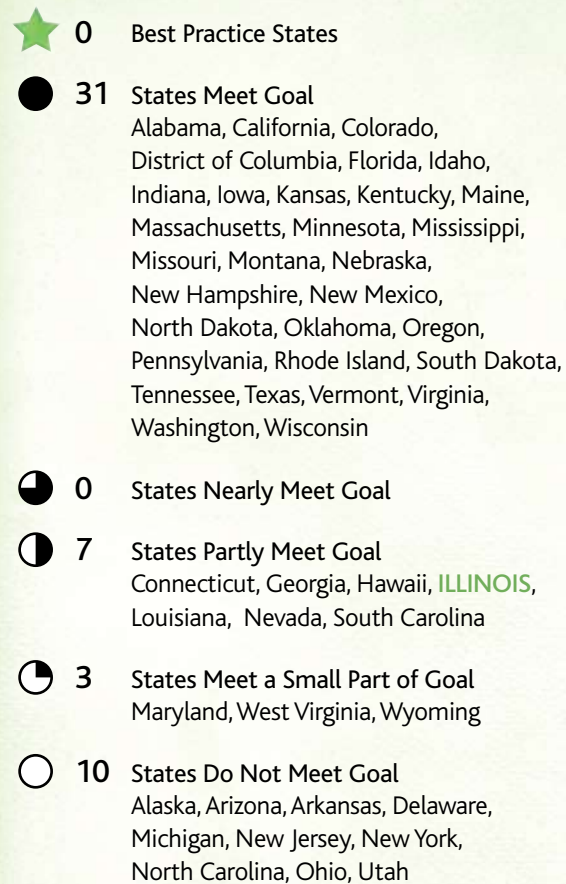 0 Best Practice States
31 States Meet Goal
Alabama, California, Colorado,
District of Columbia, Florida, Idaho,
Indiana, Iowa, Kansas, Kentucky, Maine,
Massachusetts, Minnesota, Mississippi,
Missouri, Montana, Nebraska,
New Hampshire, New Mexico,
North Dakota, Oklahoma, Oregon,
Pennsylvania, Rhode Island, South Dakota,
Tennessee, Texas, Vermont, Virginia,
Washington, Wisconsin
0 States Nearly Meet Goal
7 States Partly Meet Goal
Connecticut, Georgia, Hawaii, ILLINOIS,
Louisiana, Nevada, South Carolina
3 States Meet a Small Part of Goal
Maryland, West Virginia, Wyoming
10 States Do Not Meet Goal
Alaska, Arizona, Arkansas, Delaware,
Michigan, New Jersey, New York,
North Carolina, Ohio, Utah